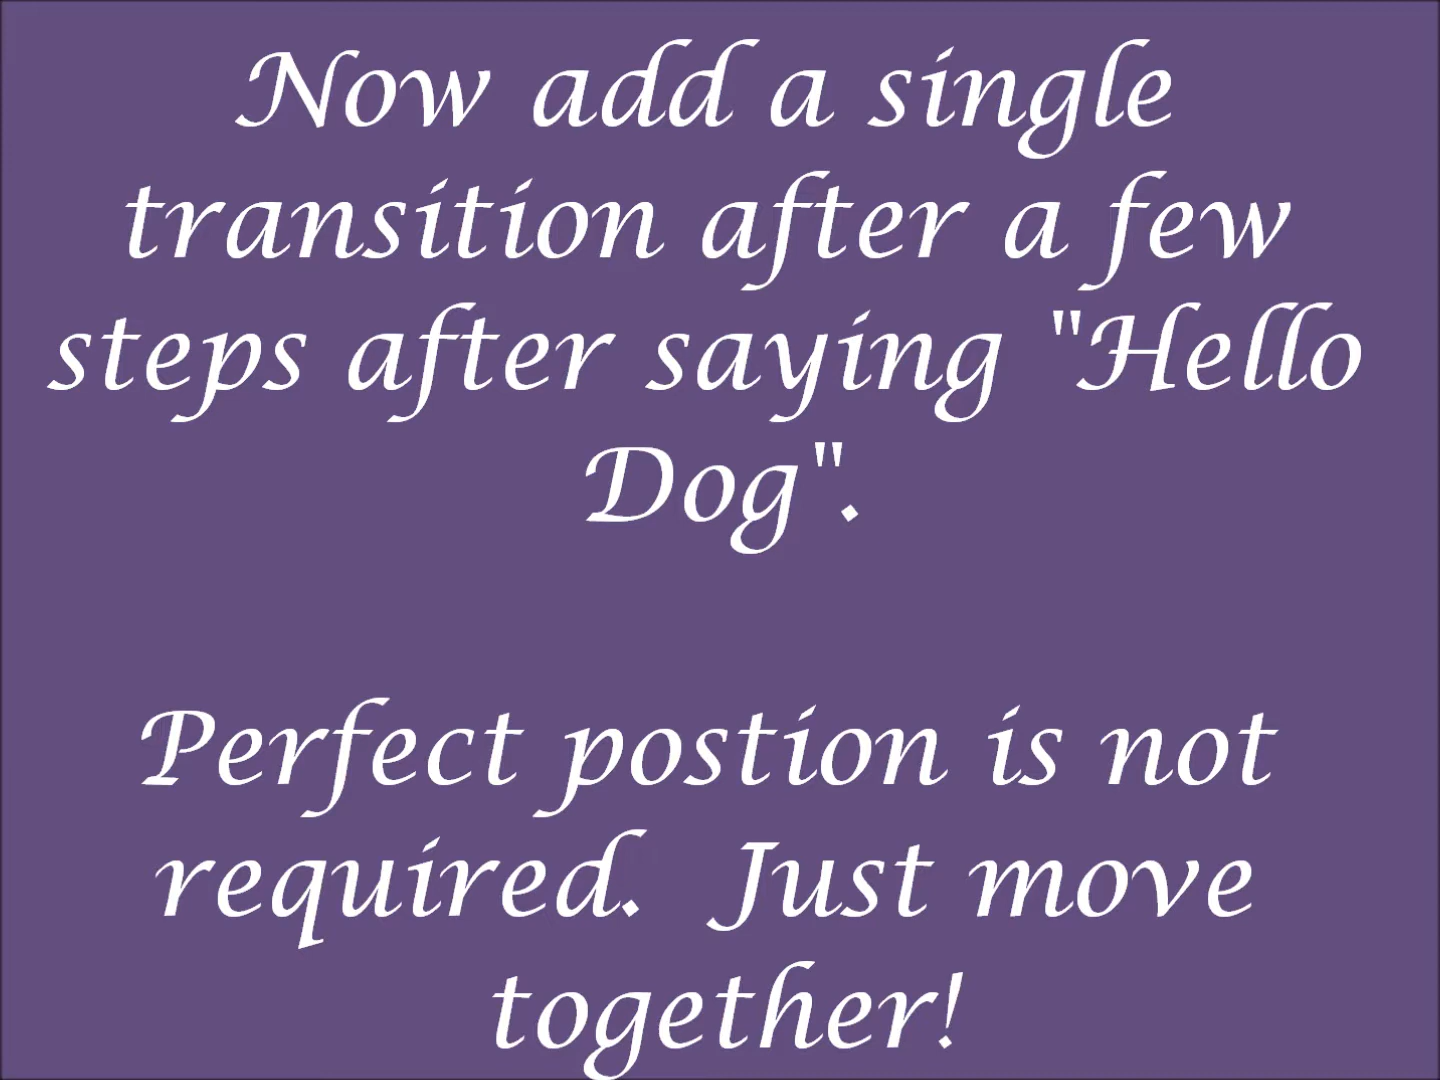 Now add a single
transition after a few
steps after saying "Hello
Dog".
Perfect postion is not
required.  Just move
together!